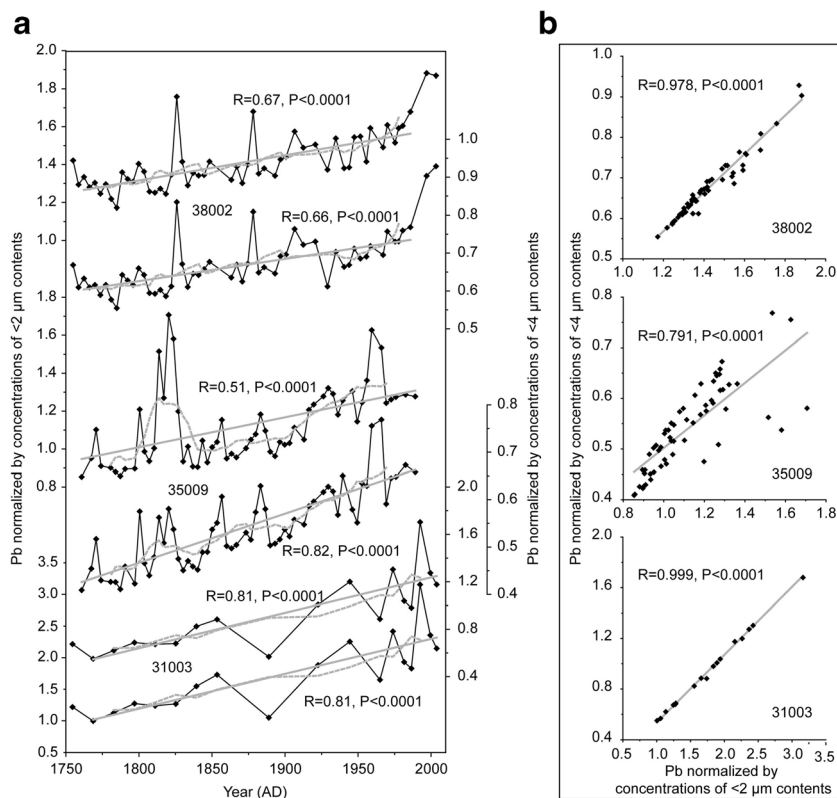 a
b
2.0
1.8
1.6
1.4
1.2
1.0
1.8
1.6
1.4
1.2
1.0
0.8
3.5
3.0
2.5
2.0
1.5
1.0
0.5
Pb normalized by concentrations of <2 µm contents
R=0.67, P<0.0001
38002
R=0.66, P<0.0001
R=0.51, P<0.0001
35009
R=0.82, P<0.0001
R=0.81, P<0.0001
31003
R=0.81, P<0.0001
1.0
0.9
0.8
0.7
0.6
0.5
0.8
0.7
0.6
0.5
0.4
2.0
1.6
1.2
0.8
0.4
Pb normalized by concentrations of <4 µm contents
1750 1800 1850 1900 1950 2000
Year (AD)
Pb normalized by concentrations of <4 µm contents
1.0
0.9
0.8
0.7
0.6
0.5
R=0.978, P<0.0001
38002
1.0 1.2 1.4 1.6 1.8 2.0
0.8
0.7
0.6
0.5
0.4
R=0.791, P<0.0001
35009
0.8 1.0 1.2 1.4 1.6 1.8
2.0
1.6
1.2
0.8
0.4
R=0.999, P<0.0001
31003
0.5 1.0 1.5 2.0 2.5 3.0 3.5
Pb normalized by
concentrations of <2 µm contents